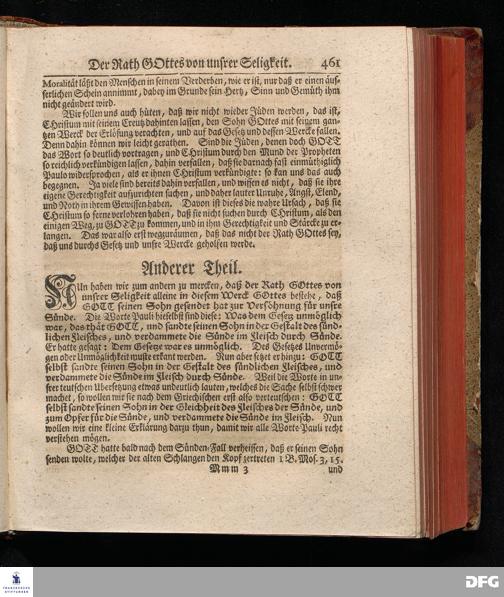 Der Rath GOttes von unsrer Seligkeit. 461
Moralität läßt den Menschen in seinem Verderben, wie er ist, nur daß er einen äus-
serlichen Schein annimmt, dabey im Grunde sein Hertz, Sinn und Gemüth ihm
nicht geändert wird.
Wir sollen uns auch hüten, daß wir nicht wieder Jüden werden, das ist,
CHristum mit seinem Creutz dahinten lassen, den Sohn GOttes mit seinem gan-
tzen Werck der Erlösung verachten, und auf das Gesetz und dessen Wercke fallen.
Denn dahin können wir leicht gerathen. Sind die Jüden, denen doch GOTT
das Wort so deutlich vortragen, und CHristum durch den Mund der Propheten
so reichlich verkündigen lassen, dahin verfallen, daß sie darnach fast einmüthiglich
Paulo widersprochen, als er ihnen CHristum verkündigte: so kan uns das auch
begegnen. Ja viele sind bereits dahin verfallen, und wissen es nicht, daß sie ihre
eigene Gerechtigkeit aufzurichten suchen, und daher lauter Unruhe, Angst, Elend,
und Noth in ihrem Gewissen haben. Davon ist dieses die wahre Ursach, daß sie
CHristum so ferne verlohren haben, daß sie nicht suchen durch CHristum, als den
einigen Weg, zu GOTT zu kommen, und in ihm Gerechtigkeit und Stärcke zu er-
langen. Das war also erst wegzuräumen, daß das nicht der Rath GOttes sey,
daß uns durchs Gesetz und unsre Wercke geholfen werde.
Anderer Theil.
NUn haben wir zum andern zu mercken, daß der Rath GOttes von
unsrer Seligkeit alleine in diesem Werck GOttes bestehe, daß
GOTT seinen Sohn gesendet hat zur Versöhnung für unsre
Sünde. Die Worte Pauli hieselbst sind diese: Was dem Gesetz unmöglich
war, das thät GOTT, und sandte seinen Sohn in der Gestalt des sünd-
lichen Fleisches, und verdammete die Sünde im Fleisch durch Sünde.
Er hatte gesagt: Dem Gesetze war es unmöglich. Des Gesetzes Unvermö-
gen oder Unmöglichkeit muste erkant werden. Nun aber setzet er hinzu: GOTT
selbst sandte seinen Sohn in der Gestalt des sündlichen Fleisches, und
verdammete die Sünde im Fleisch durch Sünde. Weil die Worte in un-
srer teutschen Ubersetzung etwas undeutlich lauten, welches die Sache selbst schwer
machet, so wollen wir sie nach dem Griechischen erst also verteutschen: GOTT
selbst sandte seinen Sohn in der Gleichheit des Fleisches der Sünde, und
zum Opfer für die Sünde, und verdammete die Sünde im Fleisch. Nun
wollen wir eine kleine Erklärung darzu thun, damit wir alle Worte Pauli recht
verstehen mögen.
GOTT hatte bald nach dem Sünden-Fall verheissen, daß er seinen Sohn
senden wolte, welcher der alten Schlangen den Kopf zertreten 1 B. Mos. 3, 15.
Mmm 3 und
FRANCKESCHE
STIFTUNGEN
DFG